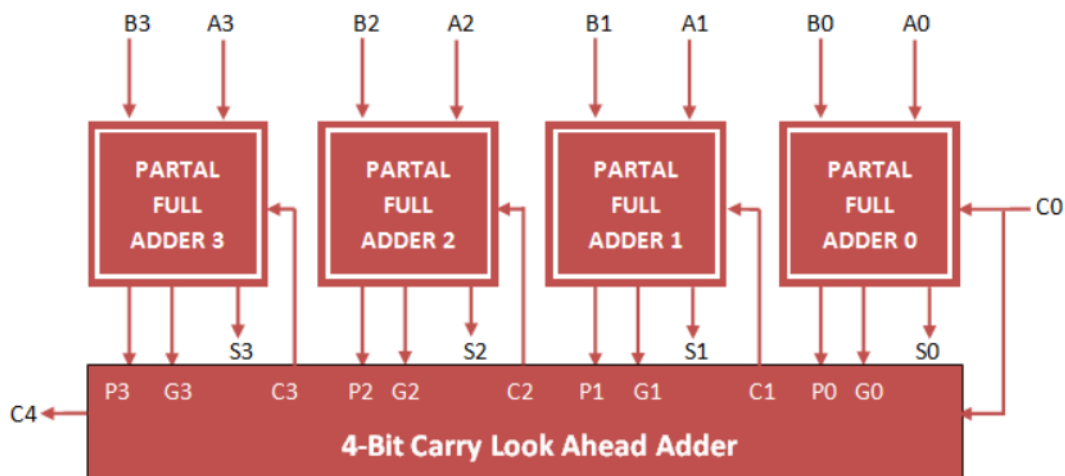 B3 A3 B2 A2 B1 A1 B0 A0
PARTAL FULL ADDER 3
PARTAL FULL ADDER 2
PARTAL FULL ADDER 1
PARTAL FULL ADDER 0
C0
S3 S2 S1 S0
P3 G3 C3 P2 G2 C2 P1 G1 C1 P0 G0
C4
4-Bit Carry Look Ahead Adder